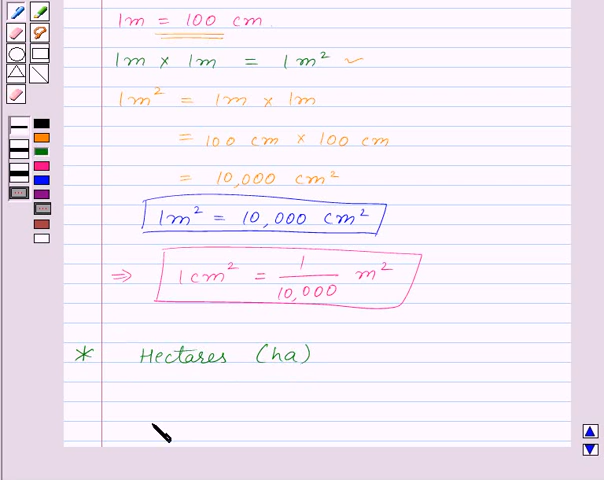 1m = 100 cm.
1m × 1m = 1m²
1m² = 1m × 1m
= 100 cm × 100 cm
= 10,000 cm²
1m² = 10,000 cm²
⇒ 1cm² = 1/10,000 m²
* Hectares (ha)